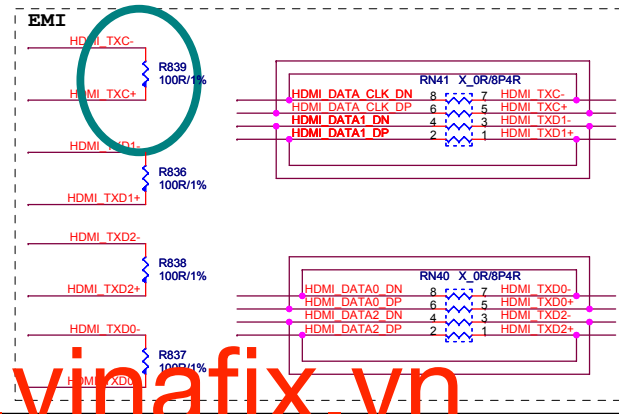 EMI
HDMI_TXC-
R839
100R/1%
HDMI_TXC+
HDMI_TXD1-
R836
100R/1%
HDMI_TXD1+
HDMI_TXD2-
R838
100R/1%
HDMI_TXD2+
HDMI_TXD0-
R837
100R/1%
HDMI_TXD0
RN41 X_0R/8P4R
HDMI_DATA_CLK_DN 8 7 HDMI_TXC-
HDMI_DATA_CLK_DP 6 5 HDMI_TXC+
HDMI_DATA1_DN 4 3 HDMI_TXD1-
HDMI_DATA1_DP 2 1 HDMI_TXD1+
RN40 X_0R/8P4R
HDMI_DATA0_DN 8 7 HDMI_TXD0-
HDMI_DATA0_DP 6 5 HDMI_TXD0+
HDMI_DATA2_DN 4 3 HDMI_TXD2-
HDMI_DATA2_DP 2 1 HDMI_TXD2+
vinafix.vn